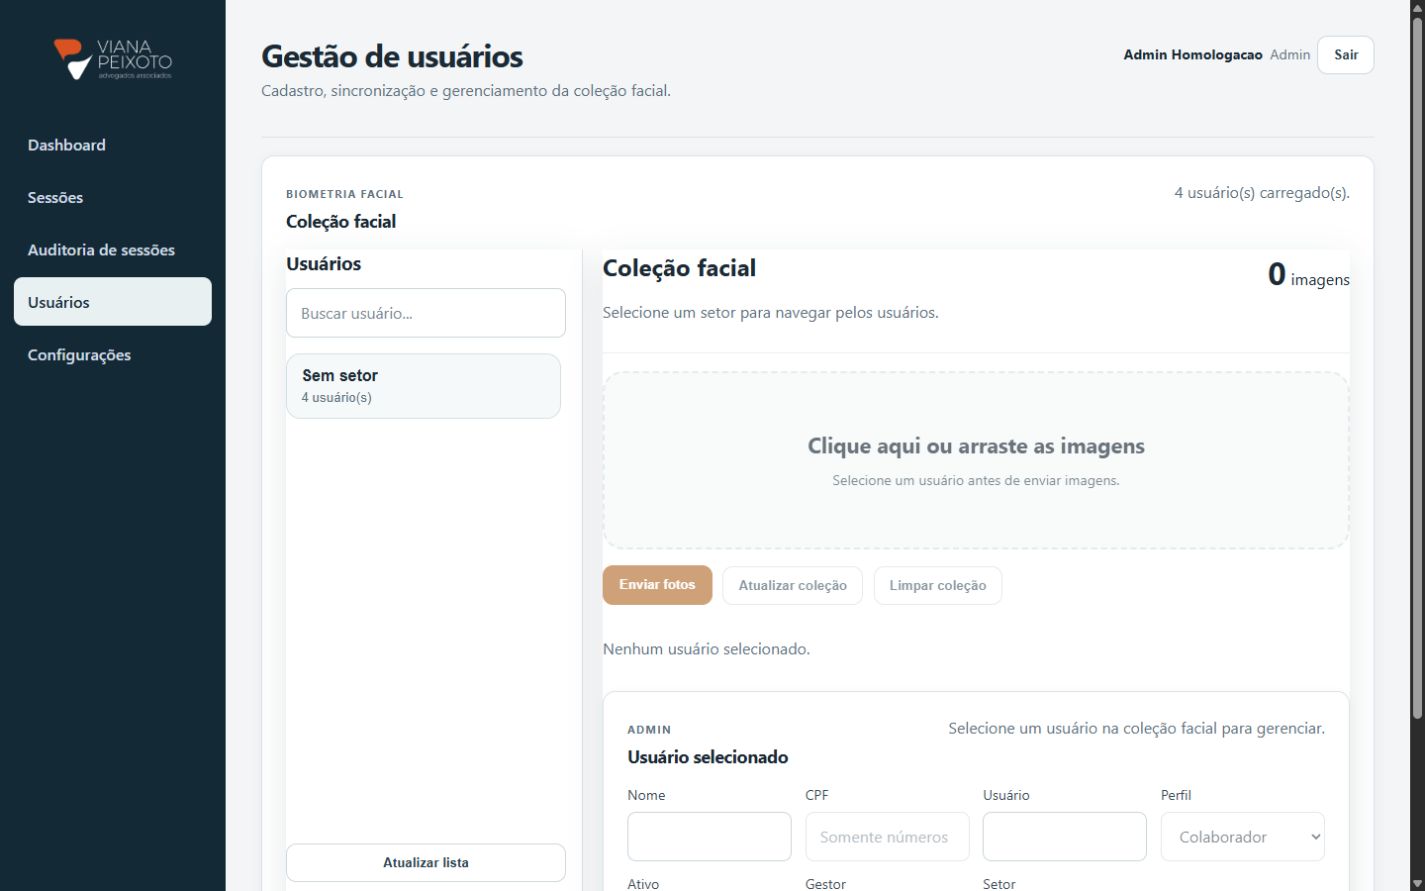 VIANA
PEIXOTO
advogados associados
Dashboard
Sessões
Auditoria de sessões
Usuários
Configurações
Gestão de usuários
Cadastro, sincronização e gerenciamento da coleção facial.
Admin Homologacao Admin Sair
BIOMETRIA FACIAL
Coleção facial
4 usuário(s) carregado(s).
Usuários
Buscar usuário...
Sem setor
4 usuário(s)
Atualizar lista
Coleção facial
0 imagens
Selecione um setor para navegar pelos usuários.
Clique aqui ou arraste as imagens
Selecione um usuário antes de enviar imagens.
Enviar fotos Atualizar coleção Limpar coleção
Nenhum usuário selecionado.
ADMIN
Usuário selecionado
Selecione um usuário na coleção facial para gerenciar.
Nome CPF Usuário Perfil
Somente números Colaborador
Ativo Gestor Setor